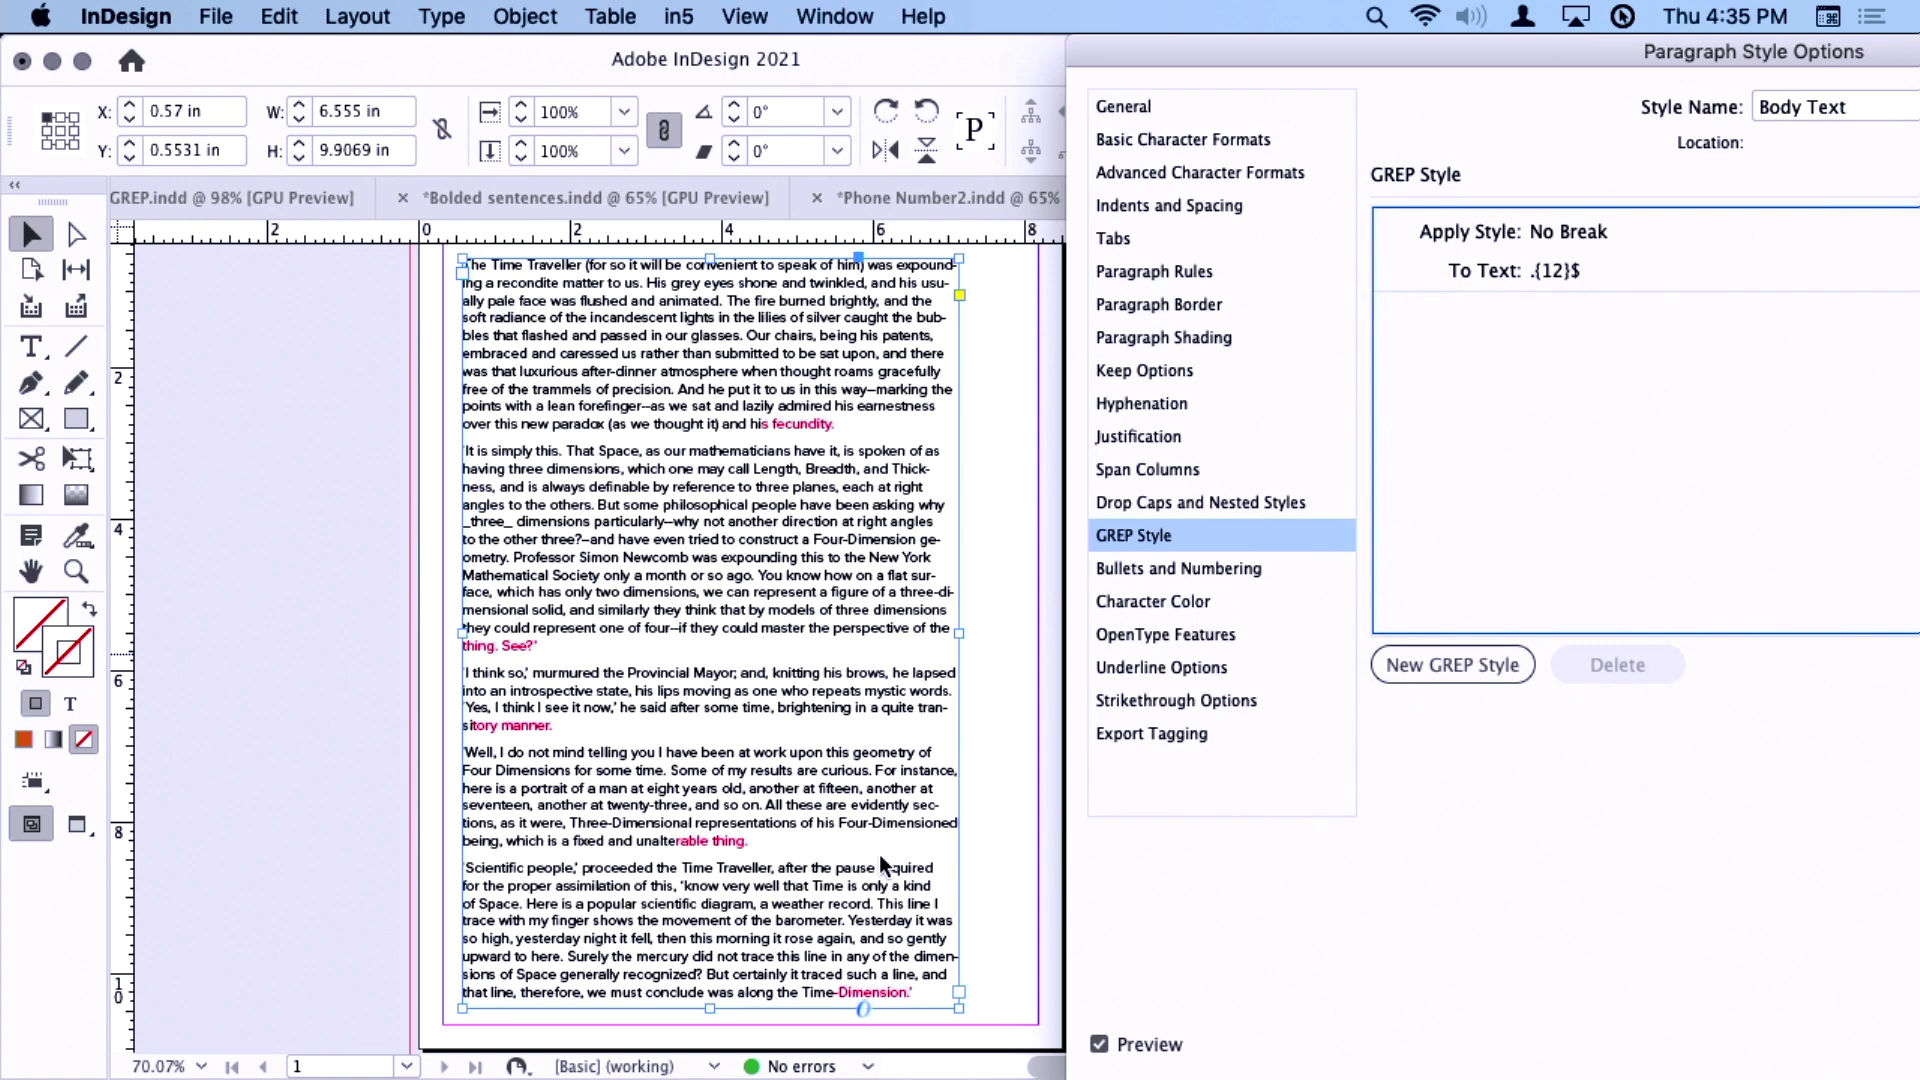 InDesign File Edit Layout Type Object Table in5 View Window Help Thu 4:35 PM
Adobe InDesign 2021
Paragraph Style Options
X: 0.57 in W: 6.555 in 100% 0°
Y: 0.5531 in H: 9.9069 in 100% 0°
P
GREP.indd @ 98% [GPU Preview] × *Bolded sentences.indd @ 65% [GPU Preview] × *Phone Number2.indd @ 65%
2 0 2 4 6 8
The Time Traveller (for so it will be convenient to speak of him) was expound-
ing a recondite matter to us. His grey eyes shone and twinkled, and his usu-
ally pale face was flushed and animated. The fire burned brightly, and the
soft radiance of the incandescent lights in the lilies of silver caught the bub-
bles that flashed and passed in our glasses. Our chairs, being his patents,
embraced and caressed us rather than submitted to be sat upon, and there
was that luxurious after-dinner atmosphere when thought roams gracefully
free of the trammels of precision. And he put it to us in this way—marking the
points with a lean forefinger—as we sat and lazily admired his earnestness
over this new paradox (as we thought it) and his fecundity.
'It is simply this. That Space, as our mathematicians have it, is spoken of as
having three dimensions, which one may call Length, Breadth, and Thick-
ness, and is always definable by reference to three planes, each at right
angles to the others. But some philosophical people have been asking why
_three_ dimensions particularly—why not another direction at right angles
to the other three?—and have even tried to construct a Four-Dimension ge-
ometry. Professor Simon Newcomb was expounding this to the New York
Mathematical Society only a month or so ago. You know how on a flat sur-
face, which has only two dimensions, we can represent a figure of a three-di-
mensional solid, and similarly they think that by models of three dimensions
they could represent one of four—if they could master the perspective of the
thing. See?'
'I think so,' murmured the Provincial Mayor; and, knitting his brows, he lapsed
into an introspective state, his lips moving as one who repeats mystic words.
'Yes, I think I see it now,' he said after some time, brightening in a quite tran-
sitory manner.
'Well, I do not mind telling you I have been at work upon this geometry of
Four Dimensions for some time. Some of my results are curious. For instance,
here is a portrait of a man at eight years old, another at fifteen, another at
seventeen, another at twenty-three, and so on. All these are evidently sec-
tions, as it were, Three-Dimensional representations of his Four-Dimensioned
being, which is a fixed and unalterable thing.
'Scientific people,' proceeded the Time Traveller, after the pause required
for the proper assimilation of this, 'know very well that Time is only a kind
of Space. Here is a popular scientific diagram, a weather record. This line I
trace with my finger shows the movement of the barometer. Yesterday it was
so high, yesterday night it fell, then this morning it rose again, and so gently
upward to here. Surely the mercury did not trace this line in any of the dimen-
sions of Space generally recognized? But certainly it traced such a line, and
that line, therefore, we must conclude was along the Time-Dimension.'
2
4
6
8
10
T
70.07% 1 [Basic] (working) No errors
General
Basic Character Formats
Advanced Character Formats
Indents and Spacing
Tabs
Paragraph Rules
Paragraph Border
Paragraph Shading
Keep Options
Hyphenation
Justification
Span Columns
Drop Caps and Nested Styles
GREP Style
Bullets and Numbering
Character Color
OpenType Features
Underline Options
Strikethrough Options
Export Tagging
Style Name: Body Text
Location:
GREP Style
Apply Style: No Break
To Text: .{12}$
New GREP Style Delete
Preview